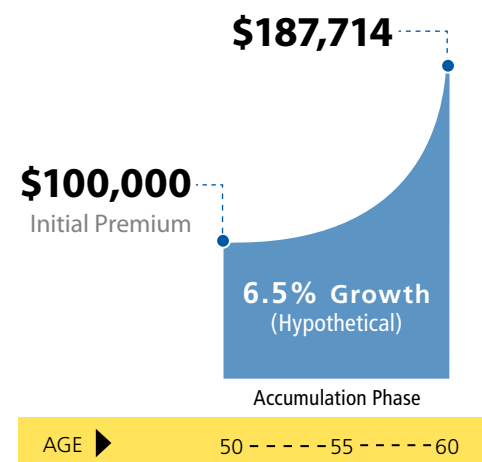 $187,714
$100,000
Initial Premium
6.5% Growth
(Hypothetical)
Accumulation Phase
AGE 50 - - - - - -55 - - - - - -60